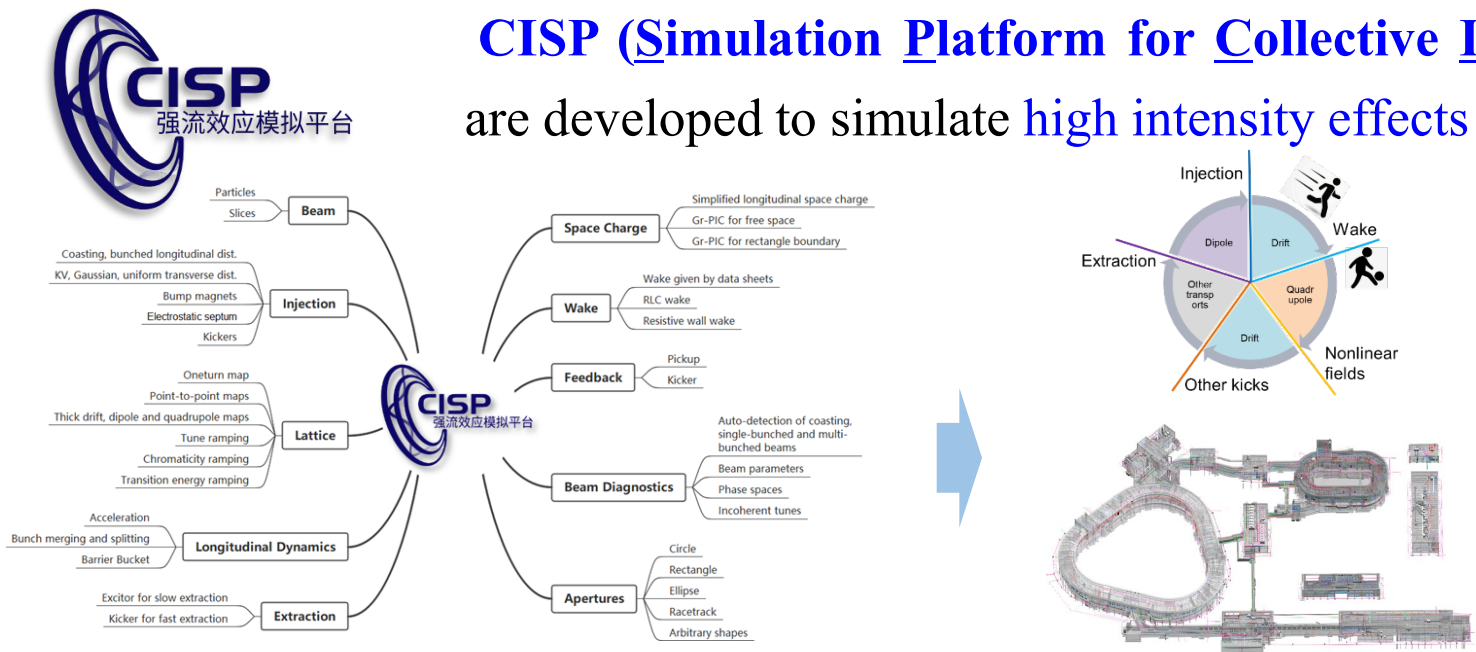 CISP
强流效应模拟平台
CISP (Simulation Platform for Collective I
are developed to simulate high intensity effects
Particles
Slices
Beam
Coasting, bunched longitudinal dist.
KV, Gaussian, uniform transverse dist.
Bump magnets
Electrostatic septum
Kickers
Injection
Oneturn map
Point-to-point maps
Thick drift, dipole and quadrupole maps
Tune ramping
Chromaticity ramping
Transition energy ramping
Lattice
Acceleration
Bunch merging and splitting
Barrier Bucket
Longitudinal Dynamics
Excitor for slow extraction
Kicker for fast extraction
Extraction
CISP
强流效应模拟平台
Space Charge
Simplified longitudinal space charge
Gr-PIC for free space
Gr-PIC for rectangle boundary
Wake
Wake given by data sheets
RLC wake
Resistive wall wake
Feedback
Pickup
Kicker
Beam Diagnostics
Auto-detection of coasting,
single-bunched and multi-
bunched beams
Beam parameters
Phase spaces
Incoherent tunes
Apertures
Circle
Rectangle
Ellipse
Racetrack
Arbitrary shapes
Injection
Wake
Extraction
Dipole
Drift
Other
transp
orts
Quadr
upole
Drift
Nonlinear
fields
Other kicks